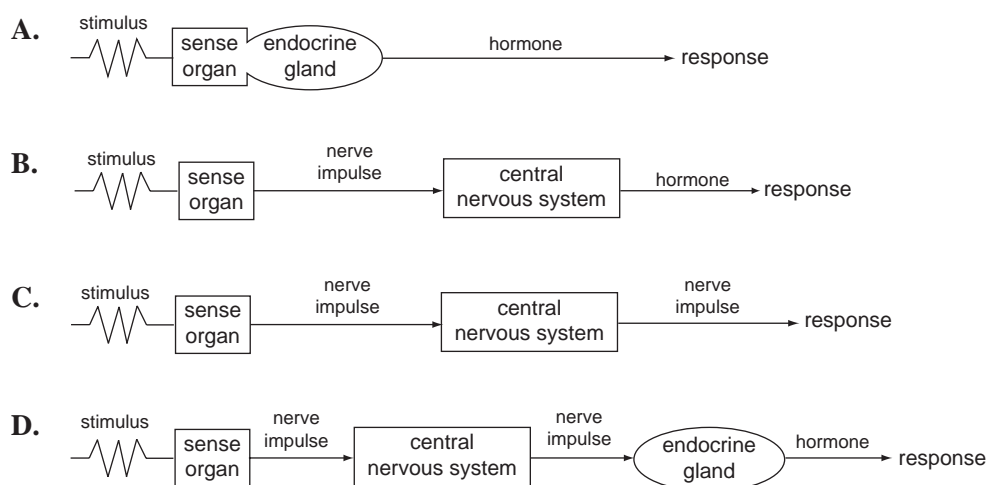 A.
stimulus
sense
organ
endocrine
gland
hormone
response
B.
stimulus
sense
organ
nerve
impulse
central
nervous system
hormone
response
C.
stimulus
sense
organ
nerve
impulse
central
nervous system
nerve
impulse
response
D.
stimulus
sense
organ
nerve
impulse
central
nervous system
nerve
impulse
endocrine
gland
hormone
response